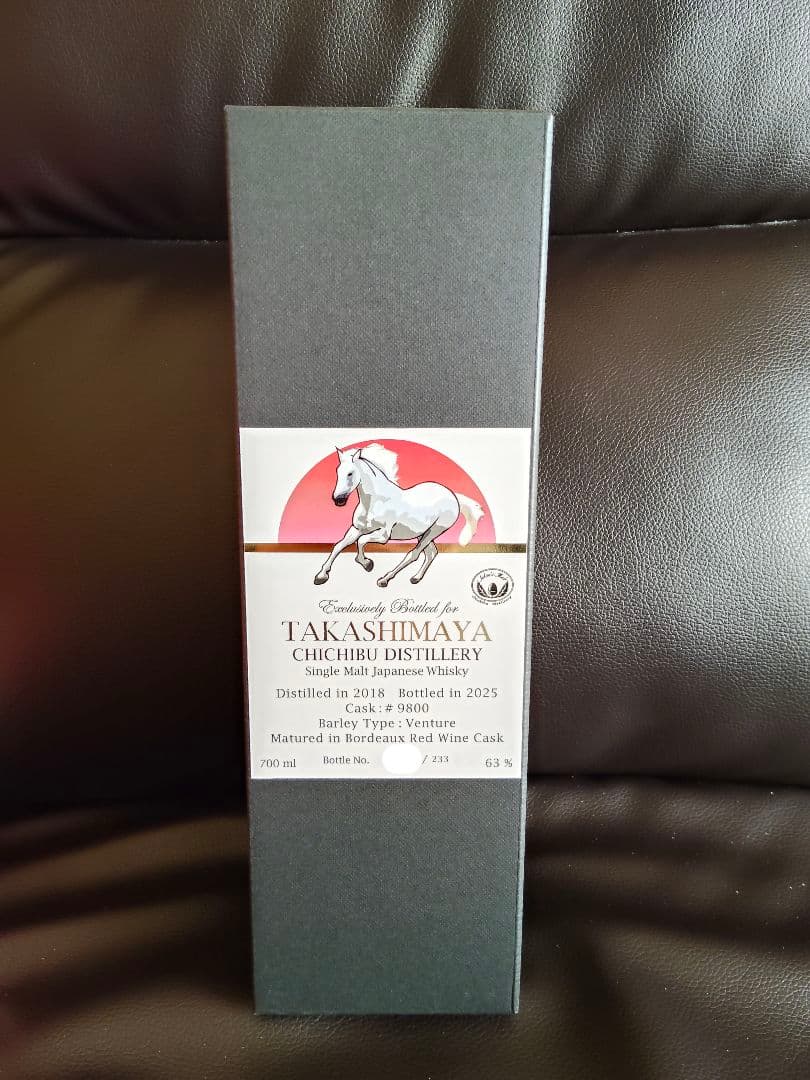 Exclusively Bottled for
TAKASHIMAYA
CHICHIBU DISTILLERY
Single Malt Japanese Whisky
Distilled in 2018 Bottled in 2025
Cask : # 9800
Barley Type : Venture
Matured in Bordeaux Red Wine Cask
700 ml Bottle No. / 233 63 %